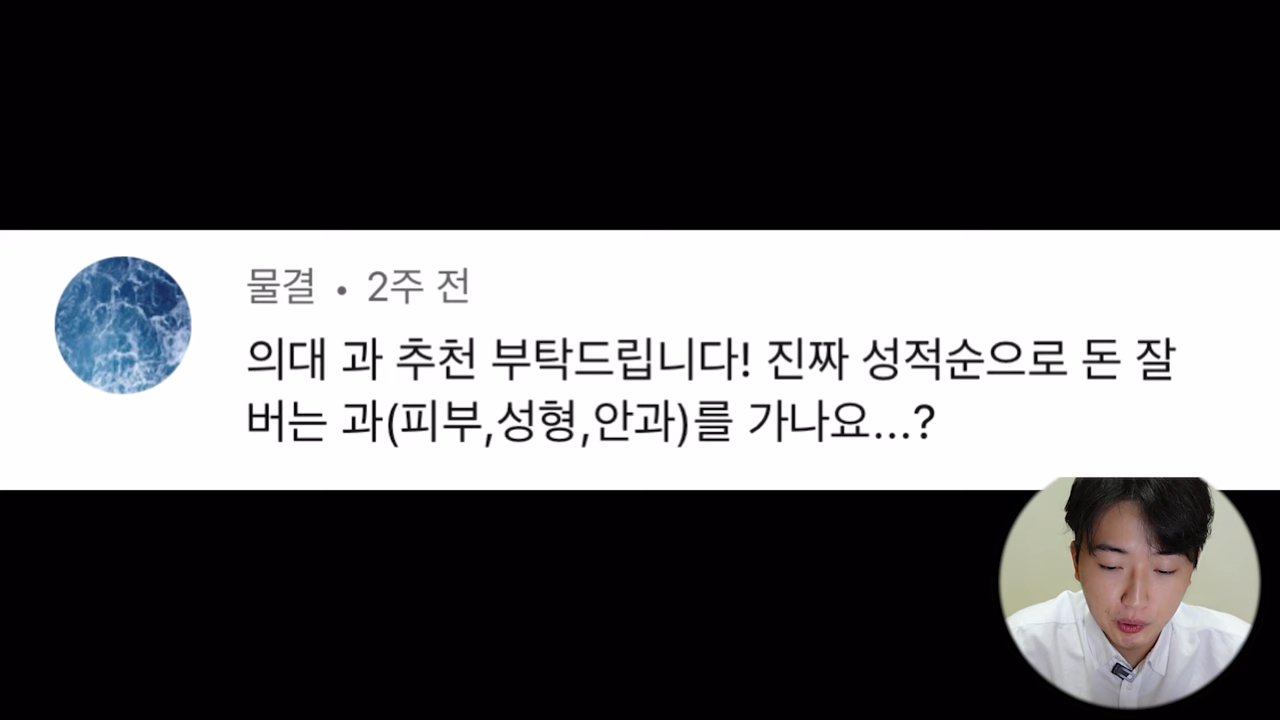 물결 • 2주 전
의대 과 추천 부탁드립니다! 진짜 성적순으로 돈 잘
버는 과(피부,성형,안과)를 가나요...?